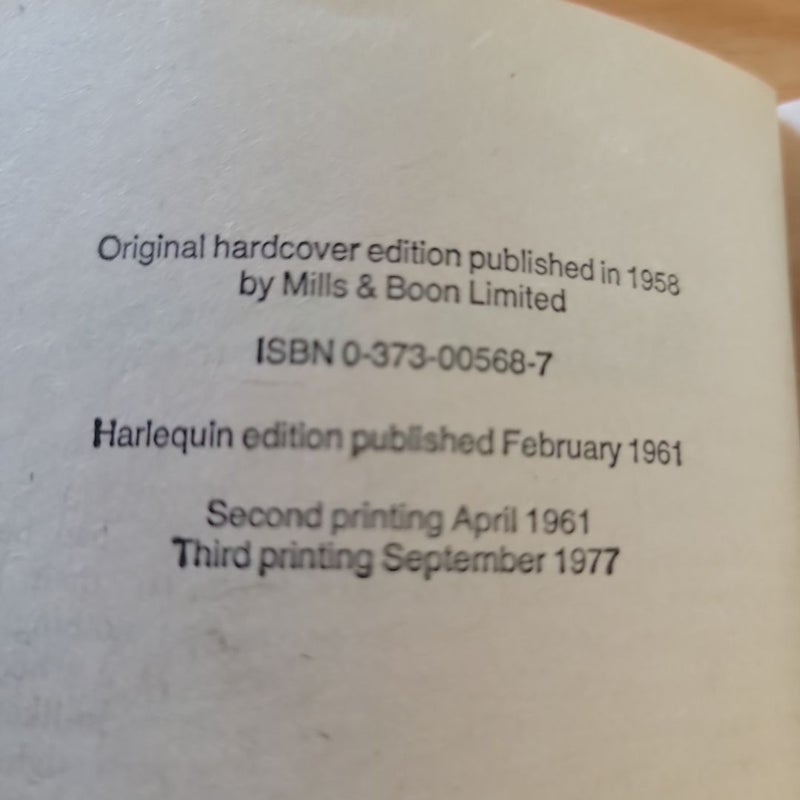 Original hardcover edition published in 1958
by Mills & Boon Limited
ISBN 0-373-00568-7
Harlequin edition published February 1961
Second printing April 1961
Third printing September 1977